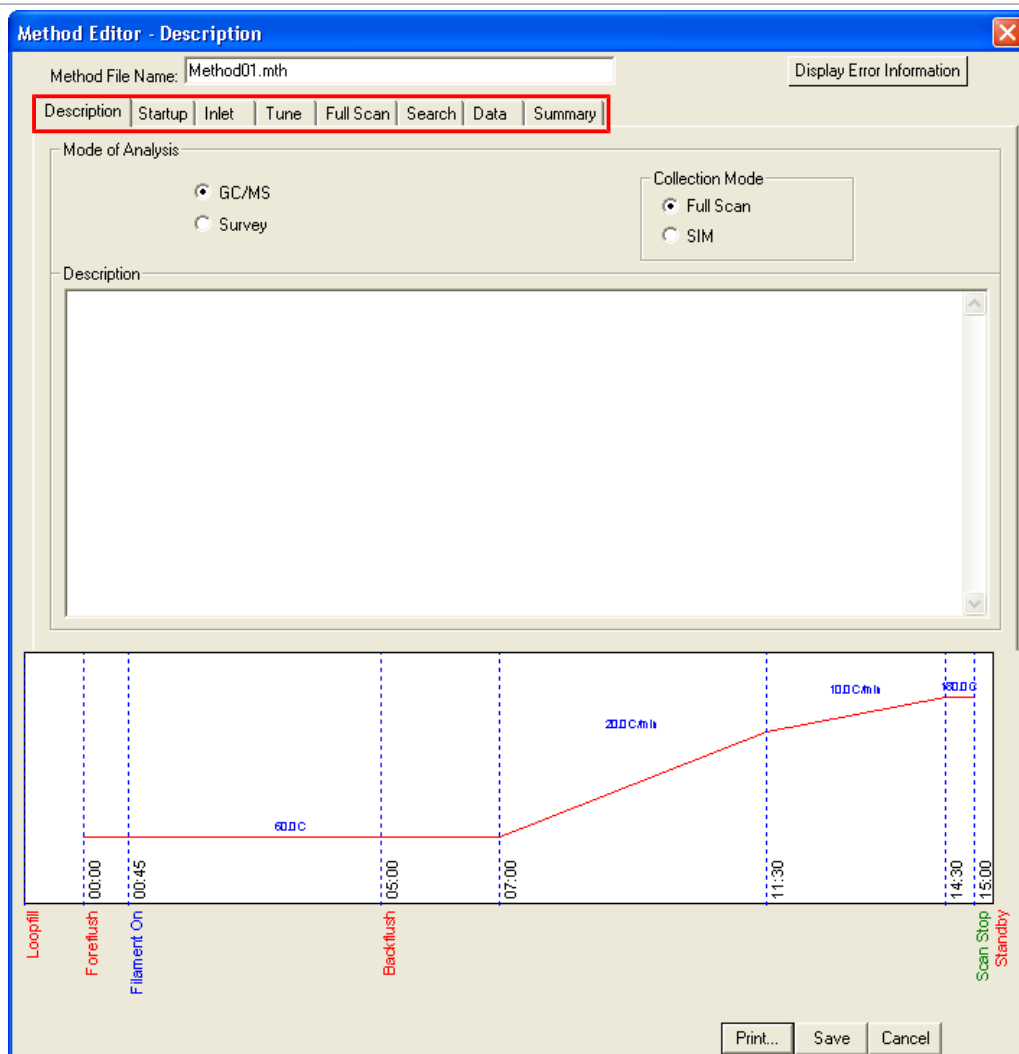 Method Editor - Description
Method File Name: Method01.mth
Display Error Information
Description Startup Inlet Tune Full Scan Search Data Summary
Mode of Analysis
GC/MS
Survey
Collection Mode
Full Scan
SIM
Description
60.0 C
20.0 C/min
10.0 C/min
180.0 C
00:00
00:45
05:00
07:00
11:30
14:30
15:00
Loopfill
Foreflush
Filament On
Backflush
Scan Stop
Standby
Print... Save Cancel